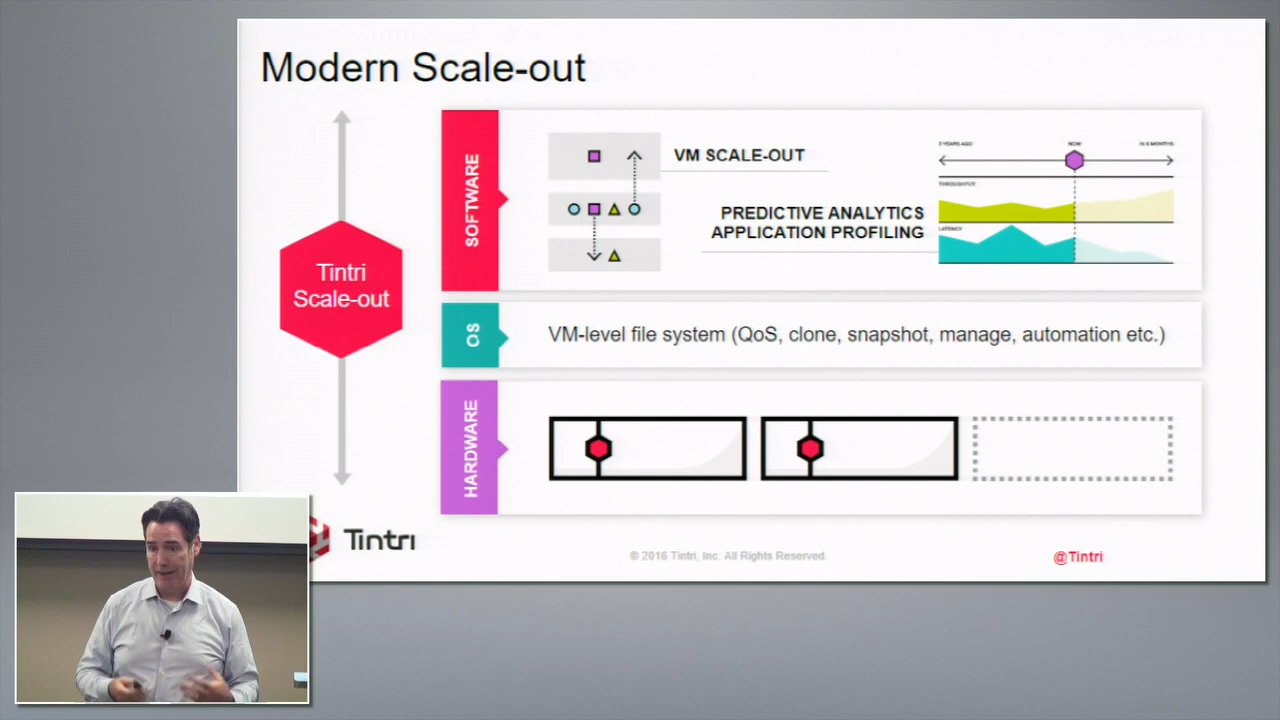 Modern Scale-out
Tintri
Scale-out
SOFTWARE
VM SCALE-OUT
PREDICTIVE ANALYTICS
APPLICATION PROFILING
2 YEARS AGO
NOW
IN 6 MONTHS
THROUGHPUT
LATENCY
OS
VM-level file system (QoS, clone, snapshot, manage, automation etc.)
HARDWARE
Tintri
© 2016 Tintri, Inc. All Rights Reserved.
@Tintri